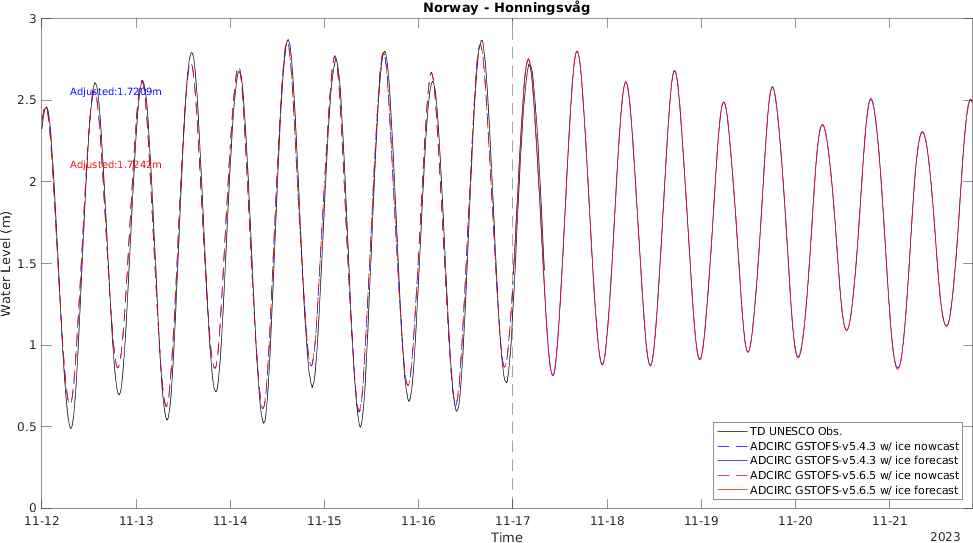 Norway - Honningsvåg
3
2.5
2
1.5
1
0.5
0
Water Level (m)
Adjusted:1.7209m
Adjusted:1.7242m
TD UNESCO Obs.
ADCIRC GSTOFS-v5.4.3 w/ ice nowcast
ADCIRC GSTOFS-v5.4.3 w/ ice forecast
ADCIRC GSTOFS-v5.6.5 w/ ice nowcast
ADCIRC GSTOFS-v5.6.5 w/ ice forecast
11-12 11-13 11-14 11-15 11-16 11-17 11-18 11-19 11-20 11-21
Time
2023